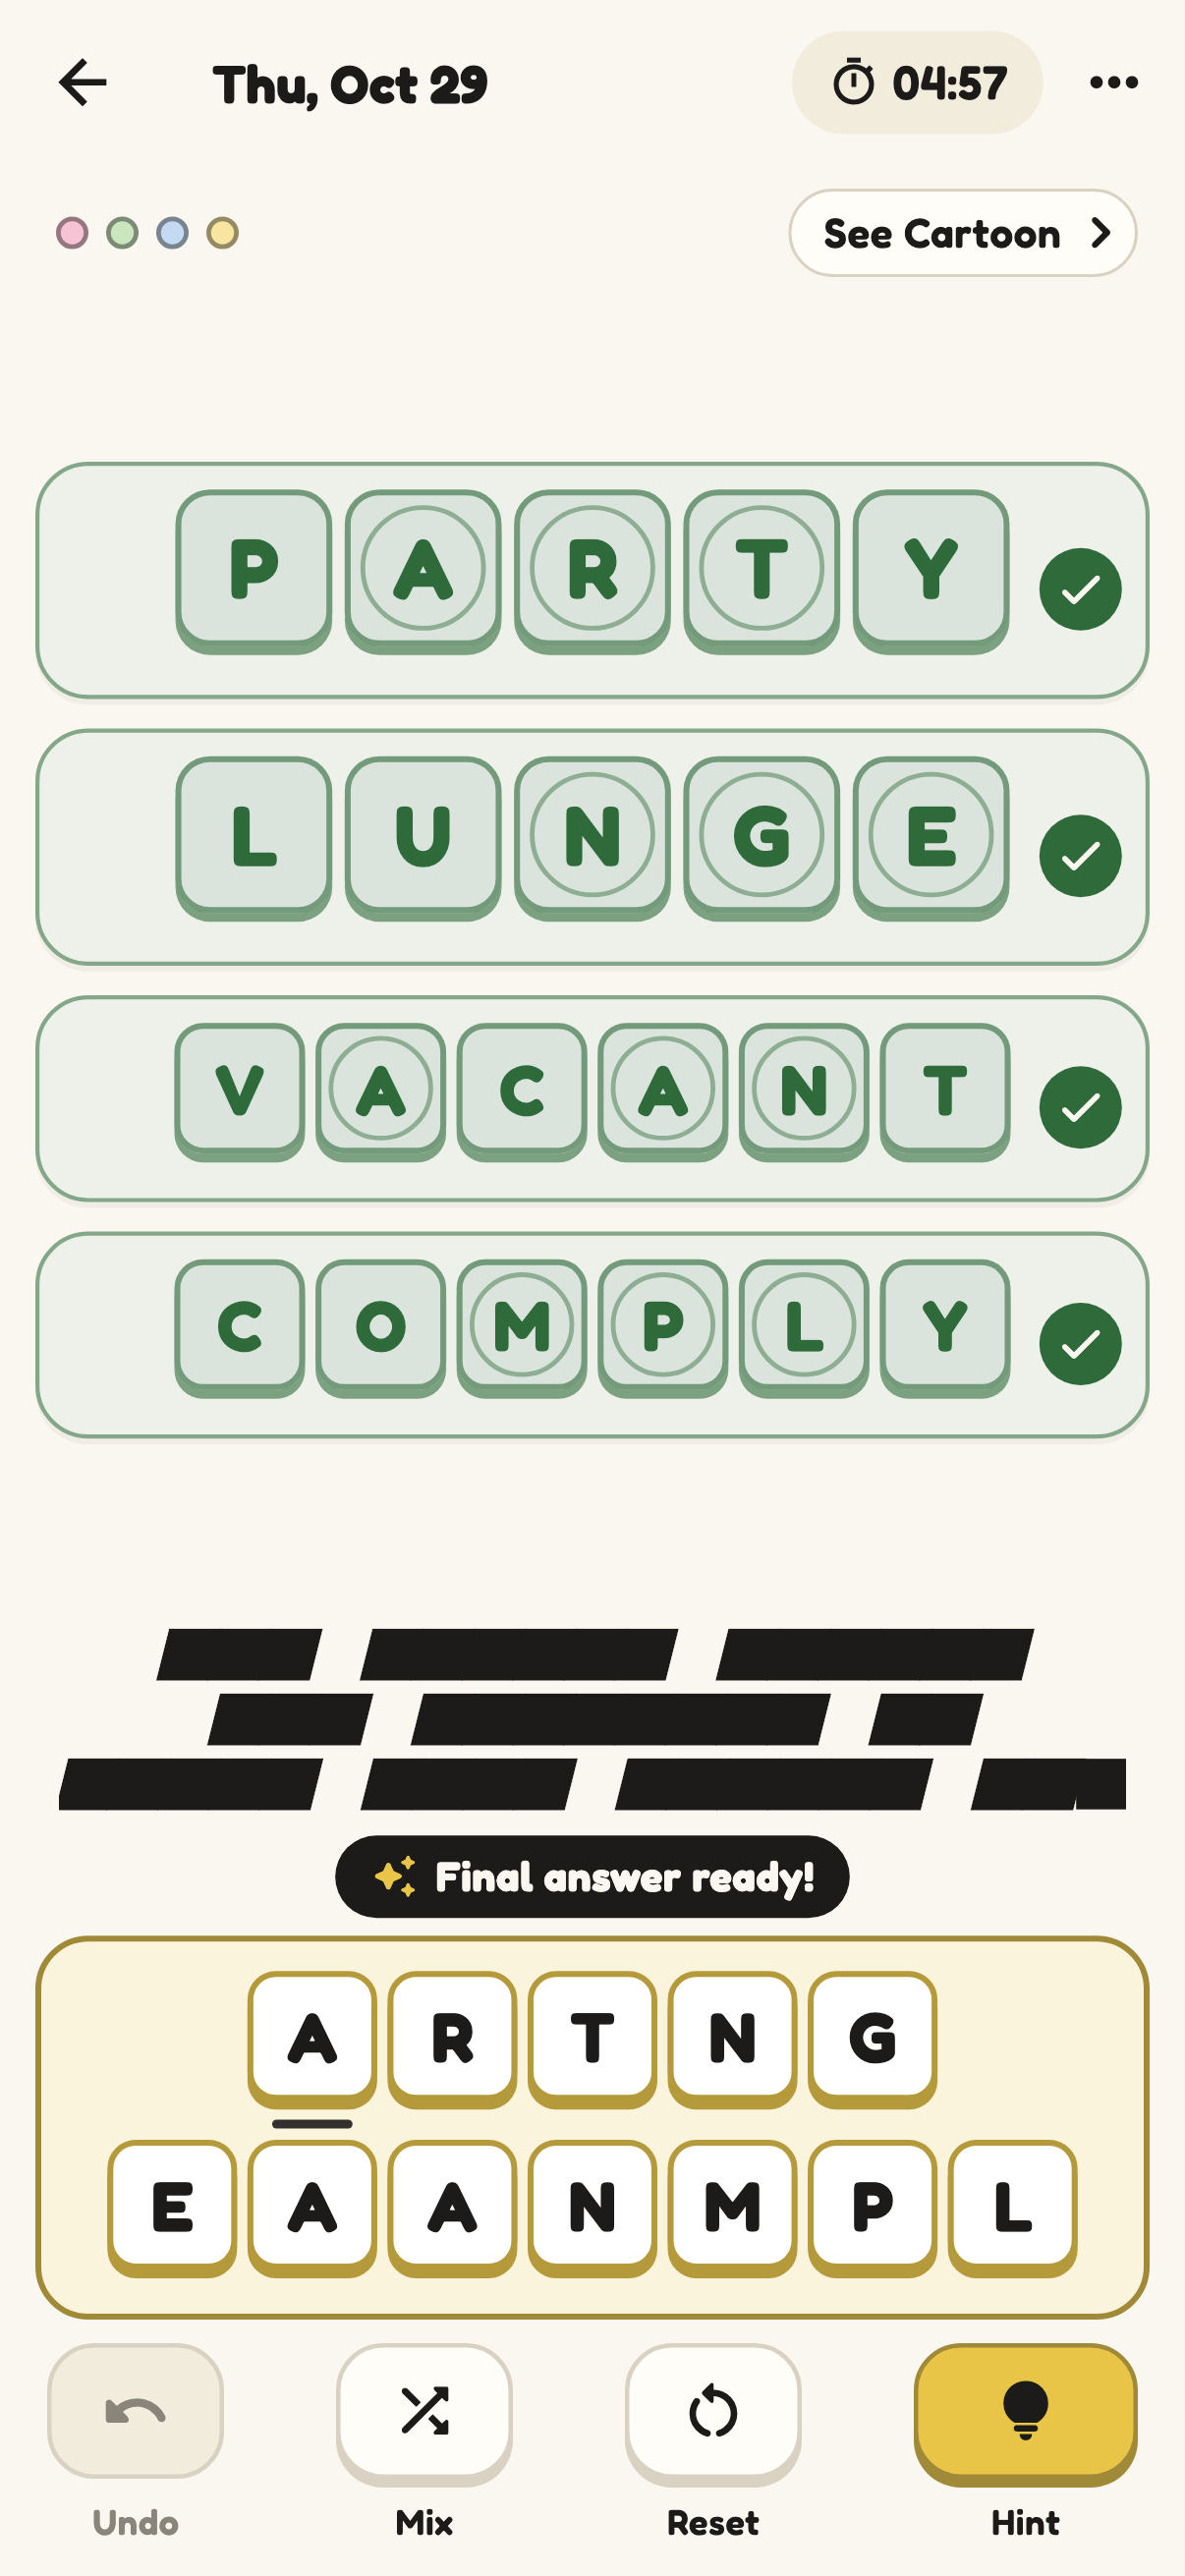 Thu, Oct 29
04:57
See Cartoon
PARTY
LUNGE
VACANT
COMPLY
Final answer ready!
ARTNG
EAANMPL
Undo Mix Reset Hint